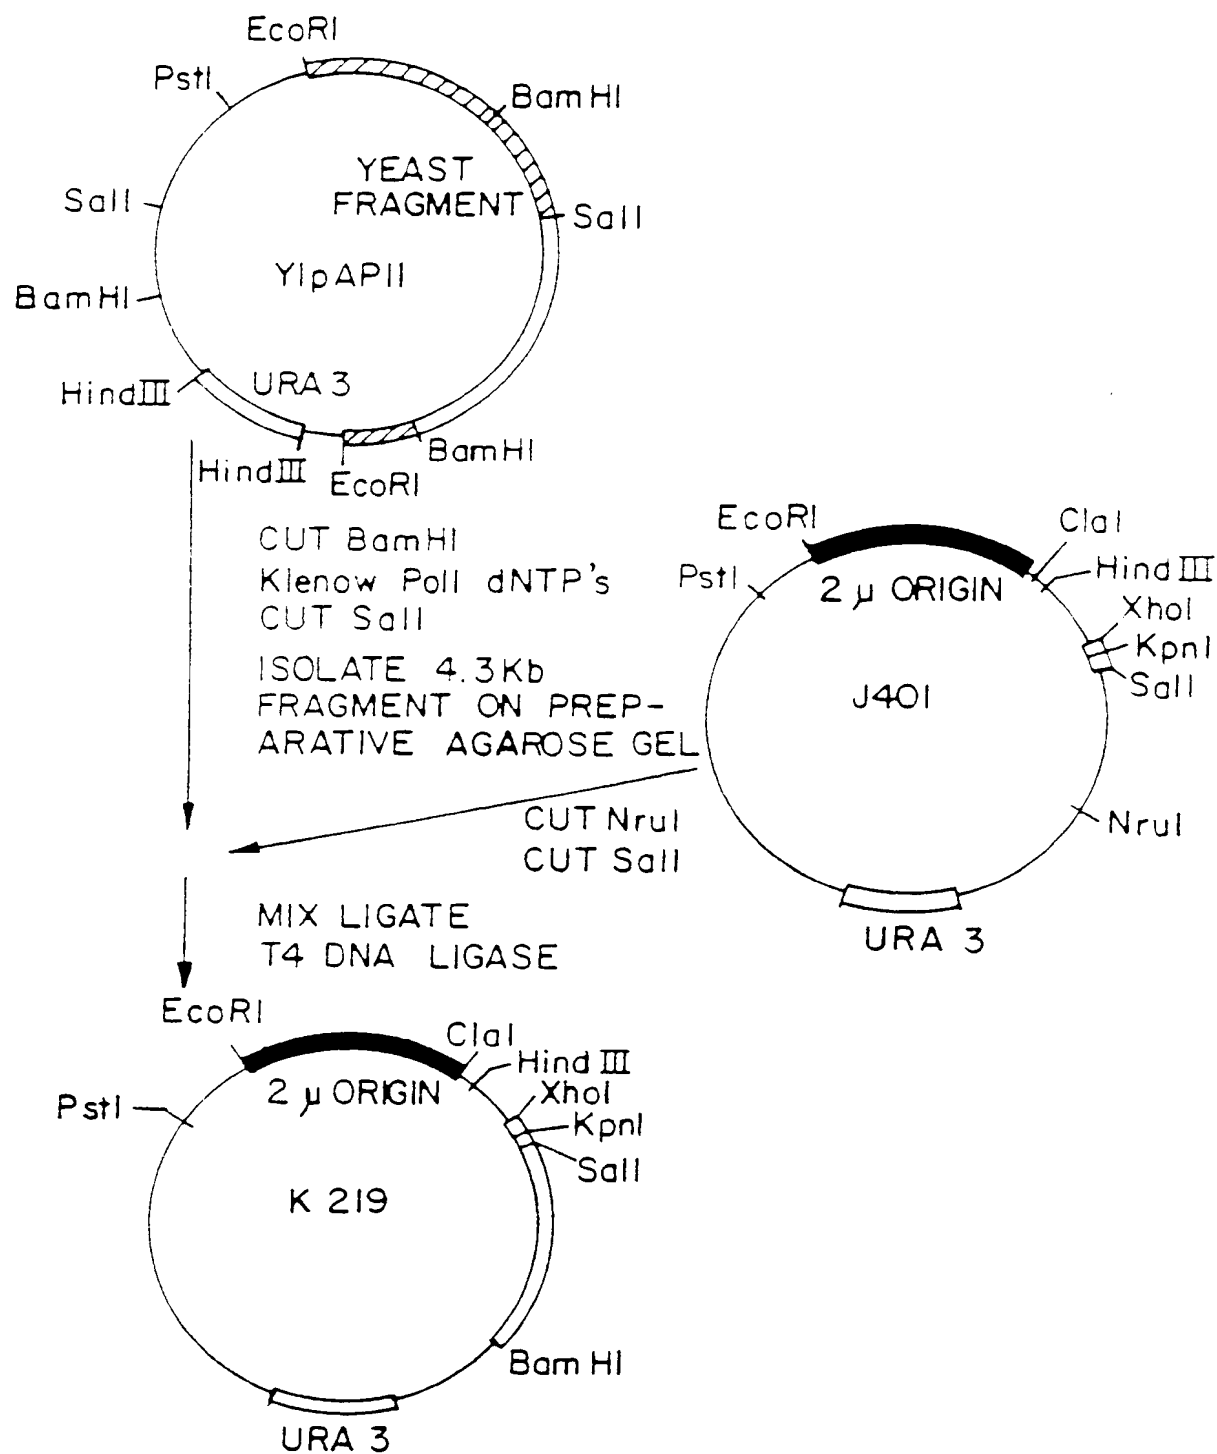 EcoRI
PstI
BamHI
YEAST
FRAGMENT
SalI
SalI
YIpAPII
BamHI
HindIII
URA 3
HindIII
EcoRI
BamHI
CUT BamHI
Klenow PolI dNTP's
CUT SalI
ISOLATE 4.3Kb
FRAGMENT ON PREP-
ARATIVE AGAROSE GEL
EcoRI
ClaI
PstI
2 μ ORIGIN
HindIII
XhoI
KpnI
SalI
J401
NruI
URA 3
CUT NruI
CUT SalI
MIX LIGATE
T4 DNA LIGASE
EcoRI
ClaI
HindIII
2 μ ORIGIN
XhoI
PstI
KpnI
SalI
K 219
BamHI
URA 3